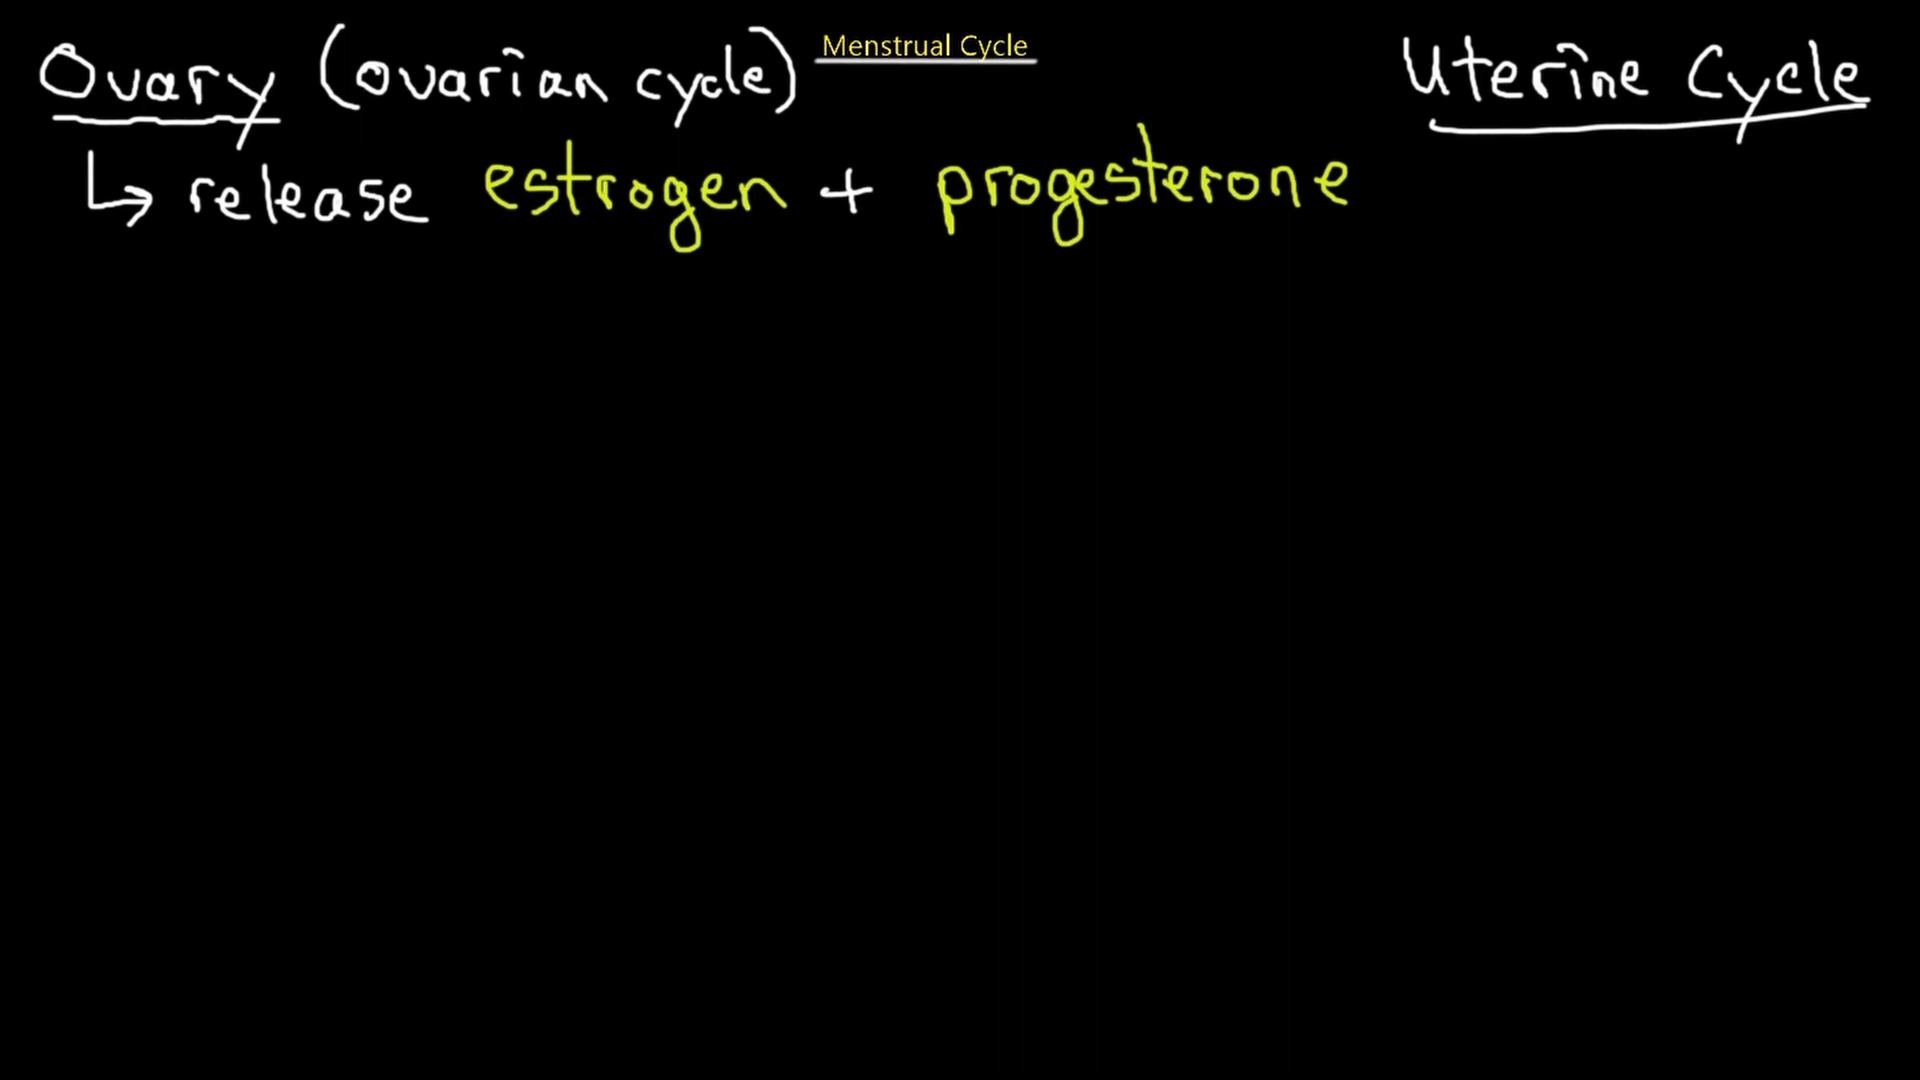 Menstrual Cycle
Ovary (ovarian cycle)
Uterine Cycle
↳ release estrogen + progesterone